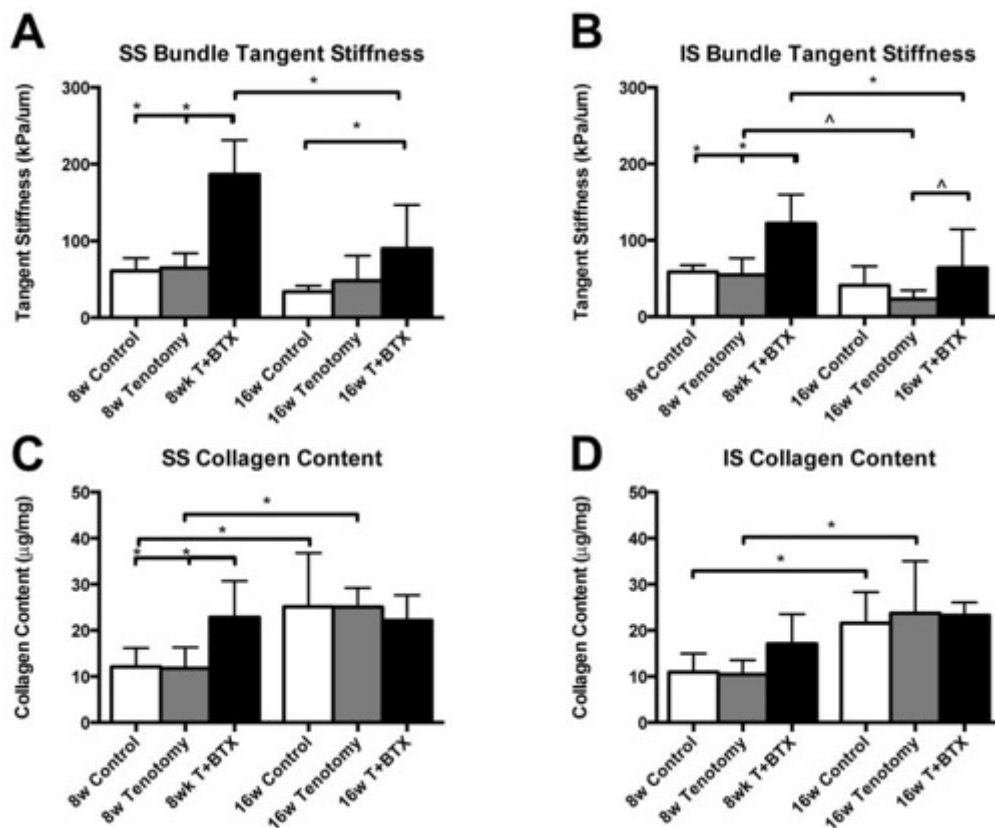 A
SS Bundle Tangent Stiffness
Tangent Stiffness (kPa/um)
300
200
100
0
* *
*
*
8w Control
8w Tenotomy
8wk T+BTX
16w Control
16w Tenotomy
16w T+BTX
B
IS Bundle Tangent Stiffness
Tangent Stiffness (kPa/um)
300
200
100
0
* *
^
*
^
8w Control
8w Tenotomy
8wk T+BTX
16w Control
16w Tenotomy
16w T+BTX
C
SS Collagen Content
Collagen Content (µg/mg)
50
40
30
20
10
0
* *
*
*
8w Control
8w Tenotomy
8wk T+BTX
16w Control
16w Tenotomy
16w T+BTX
D
IS Collagen Content
Collagen Content (µg/mg)
50
40
30
20
10
0
*
*
8w Control
8w Tenotomy
8wk T+BTX
16w Control
16w Tenotomy
16w T+BTX